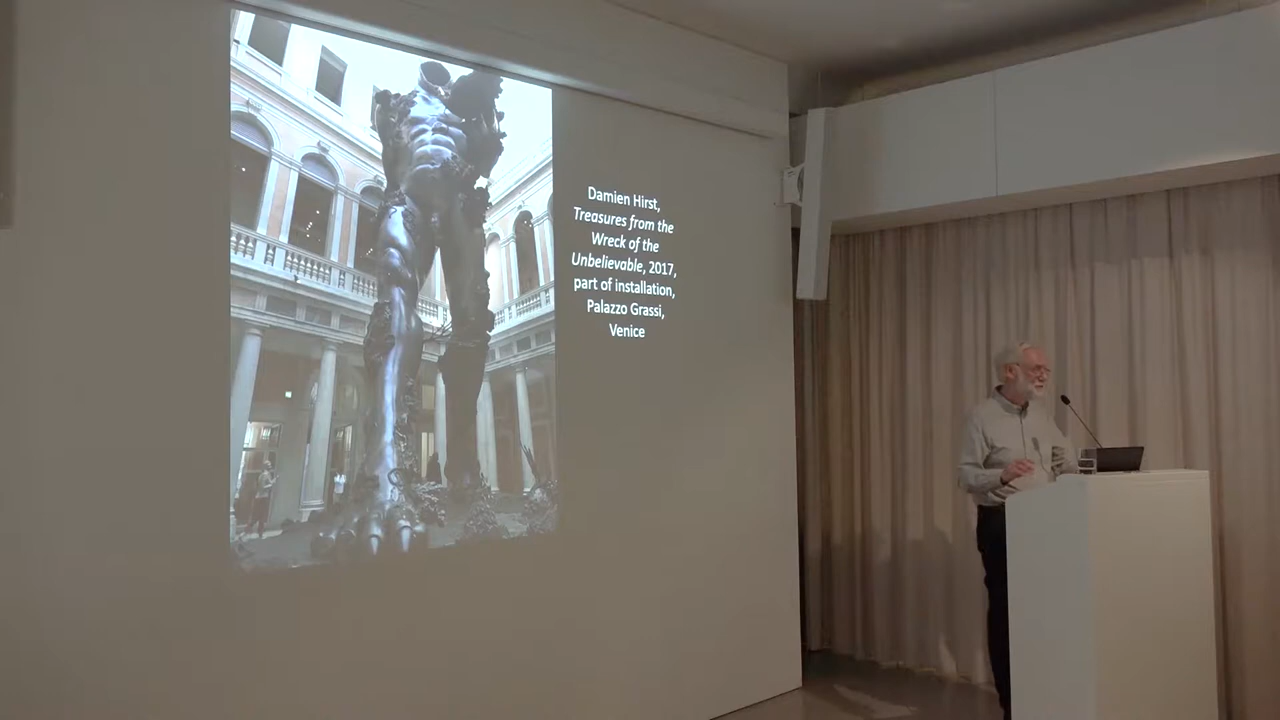 Damien Hirst,
Treasures from the
Wreck of the
Unbelievable, 2017,
part of installation,
Palazzo Grassi,
Venice